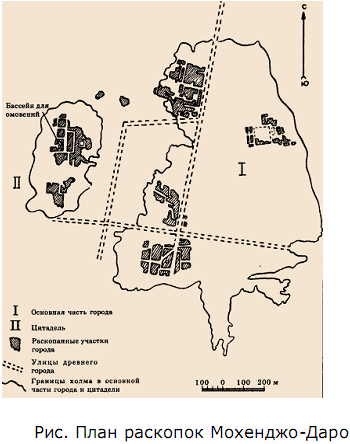 С
Ю
Бассейн для
омовений
I
II
I Основная часть города
II Цитадель
Раскопанные участки
города
Улицы древнего
города
Границы холма в основной
части города и цитадели
100 0 100 200 м
Рис. План раскопок Мохенджо-Даро